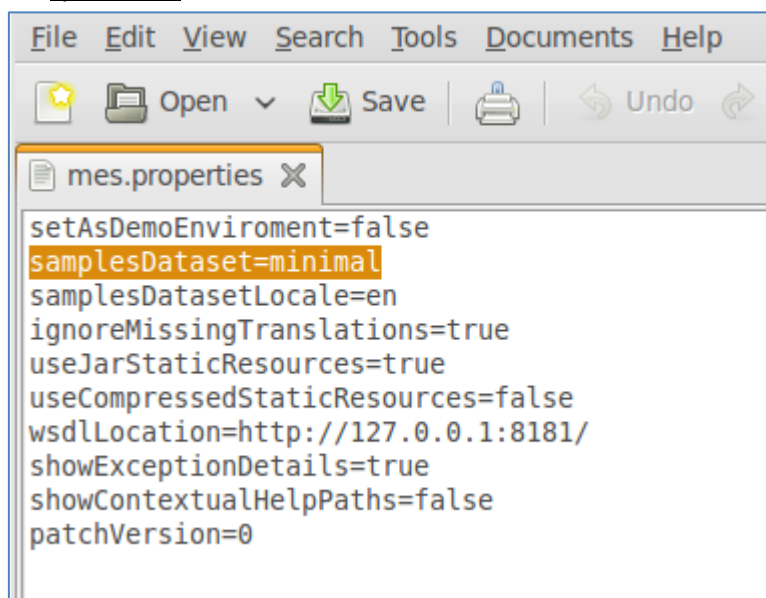 File Edit View Search Tools Documents Help
Open Save Undo
mes.properties
setAsDemoEnviroment=false
samplesDataset=minimal
samplesDatasetLocale=en
ignoreMissingTranslations=true
useJarStaticResources=true
useCompressedStaticResources=false
wsdlLocation=http://127.0.0.1:8181/
showExceptionDetails=true
showContextualHelpPaths=false
patchVersion=0